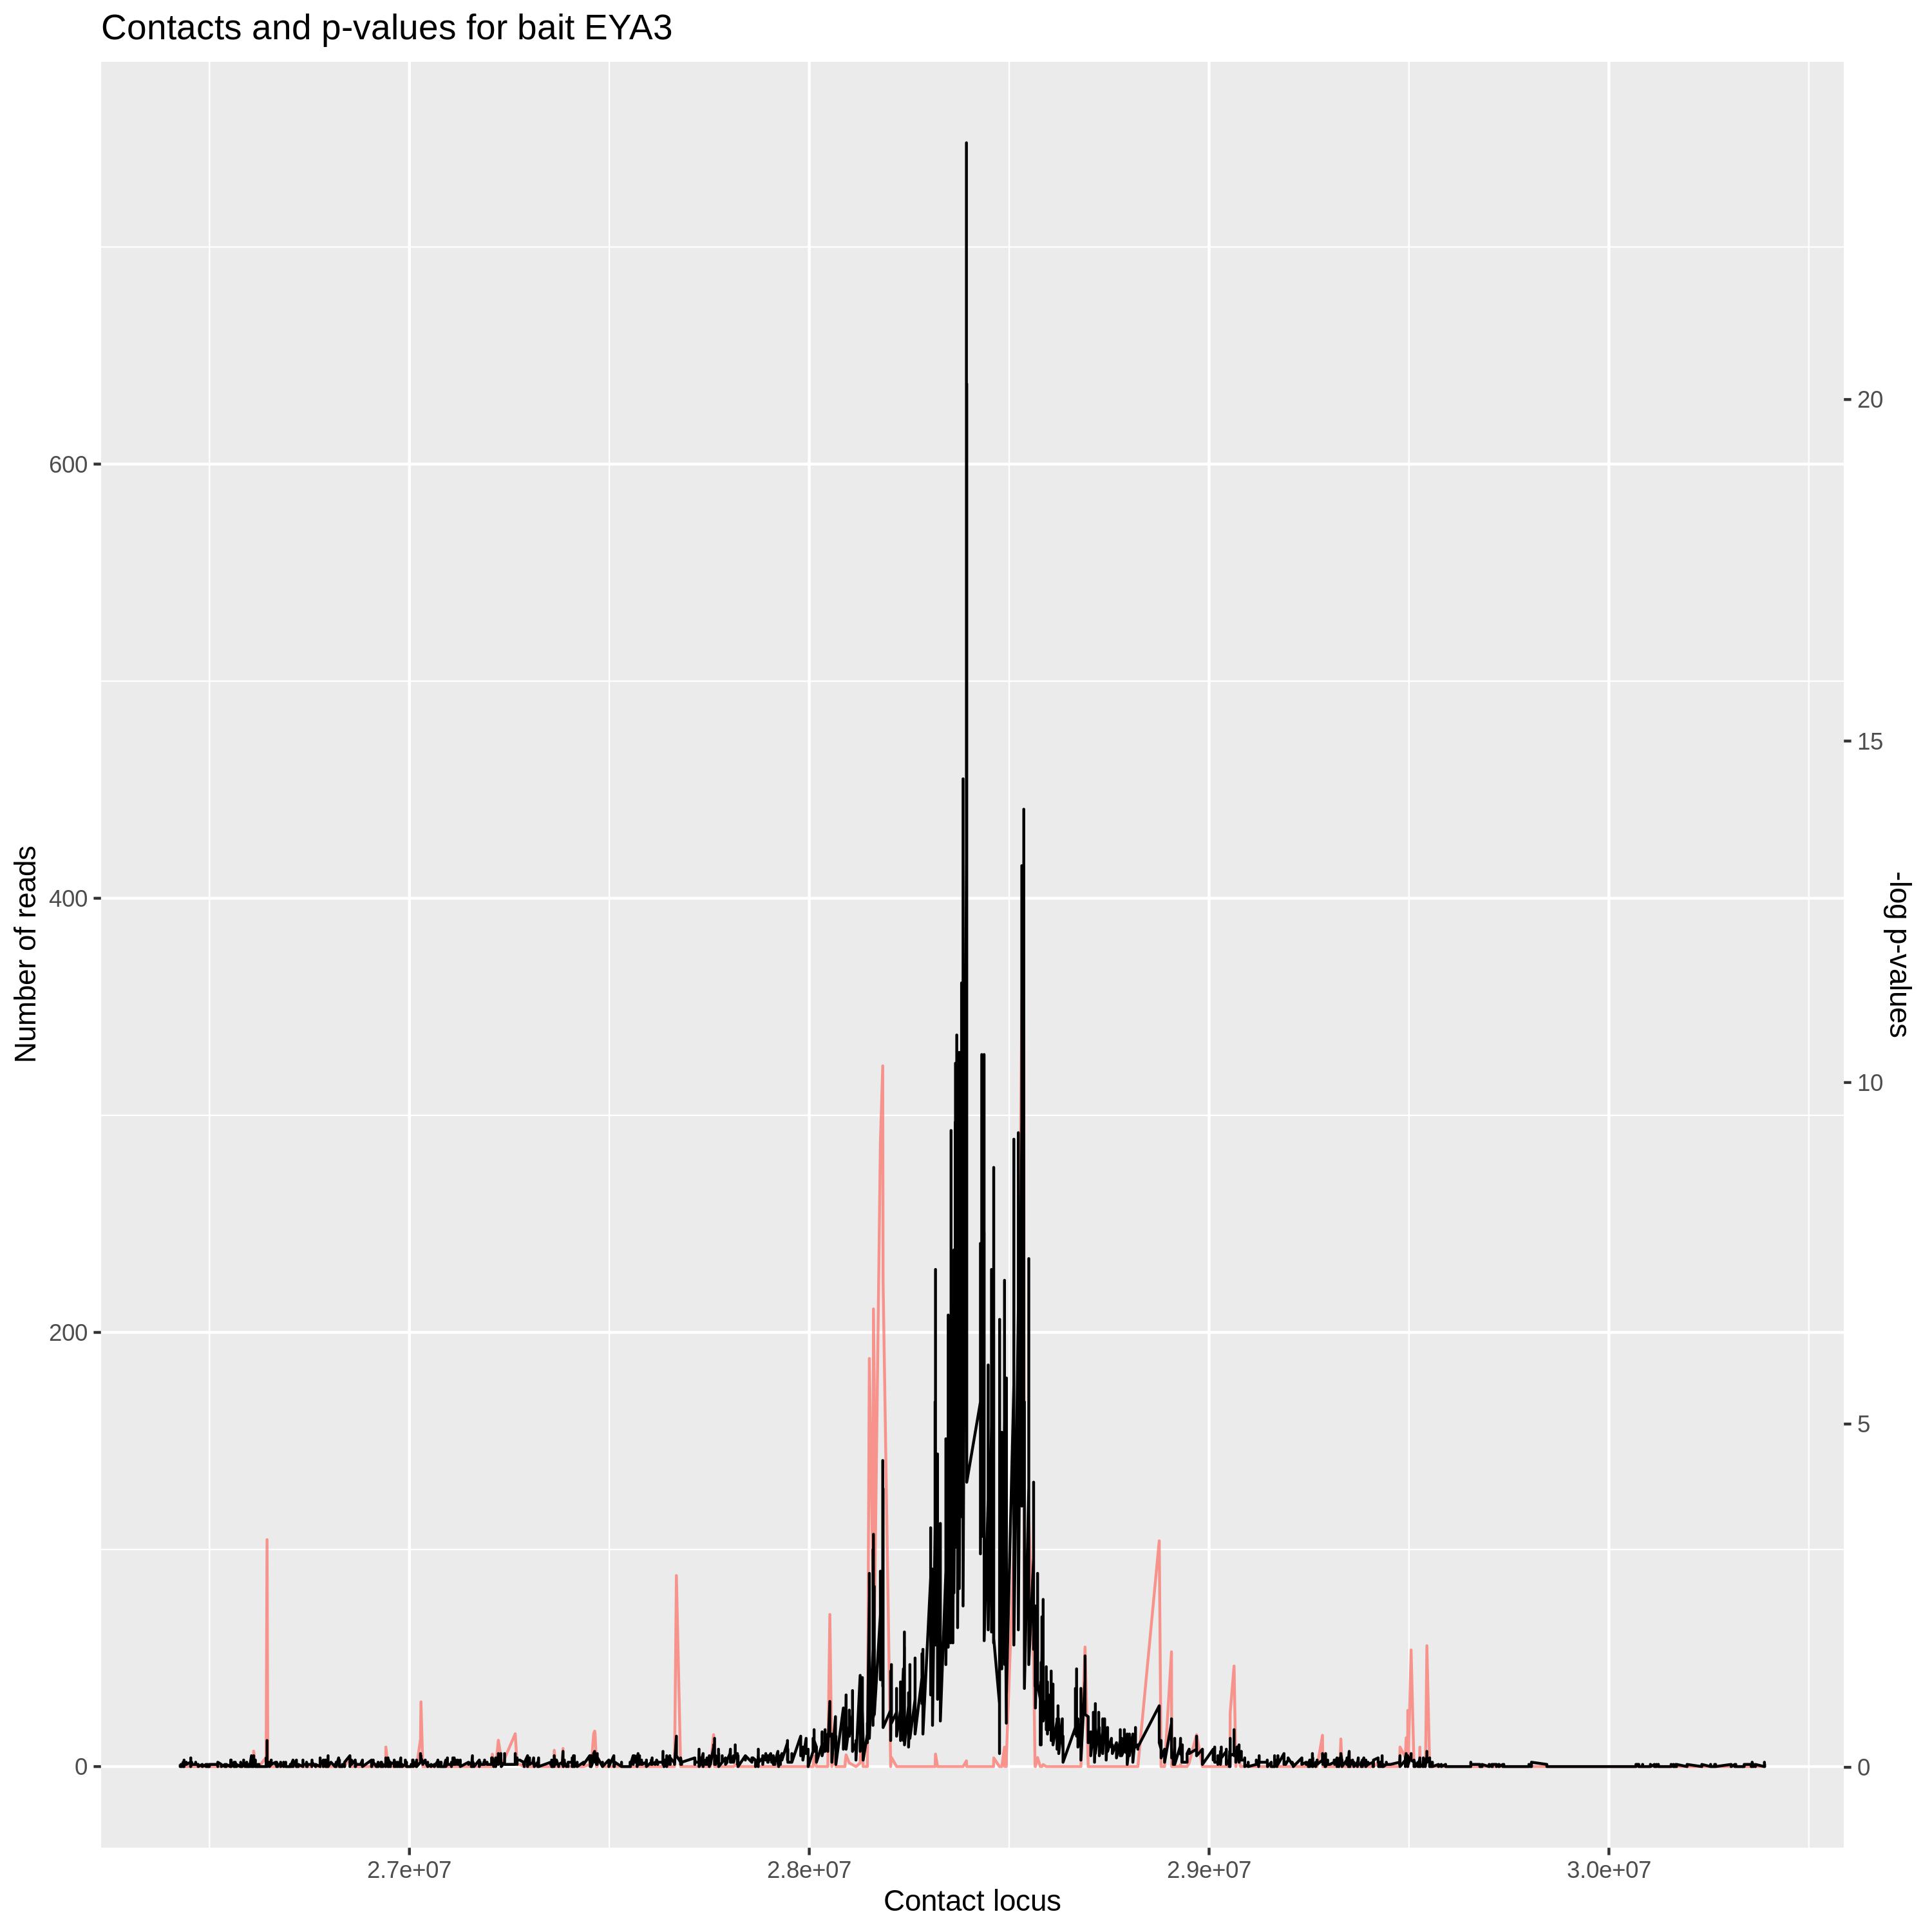 Contacts and p-values for bait EYA3
Number of reads
600
400
200
0
20
15
10
5
0
-log p-values
2.7e+07 2.8e+07 2.9e+07 3.0e+07
Contact locus